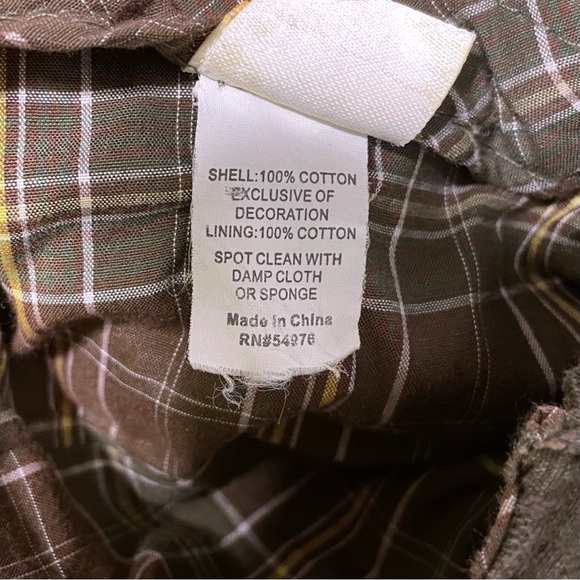 SHELL:100% COTTON
EXCLUSIVE OF
DECORATION
LINING:100% COTTON
SPOT CLEAN WITH
DAMP CLOTH
OR SPONGE
Made In China
RN#54976